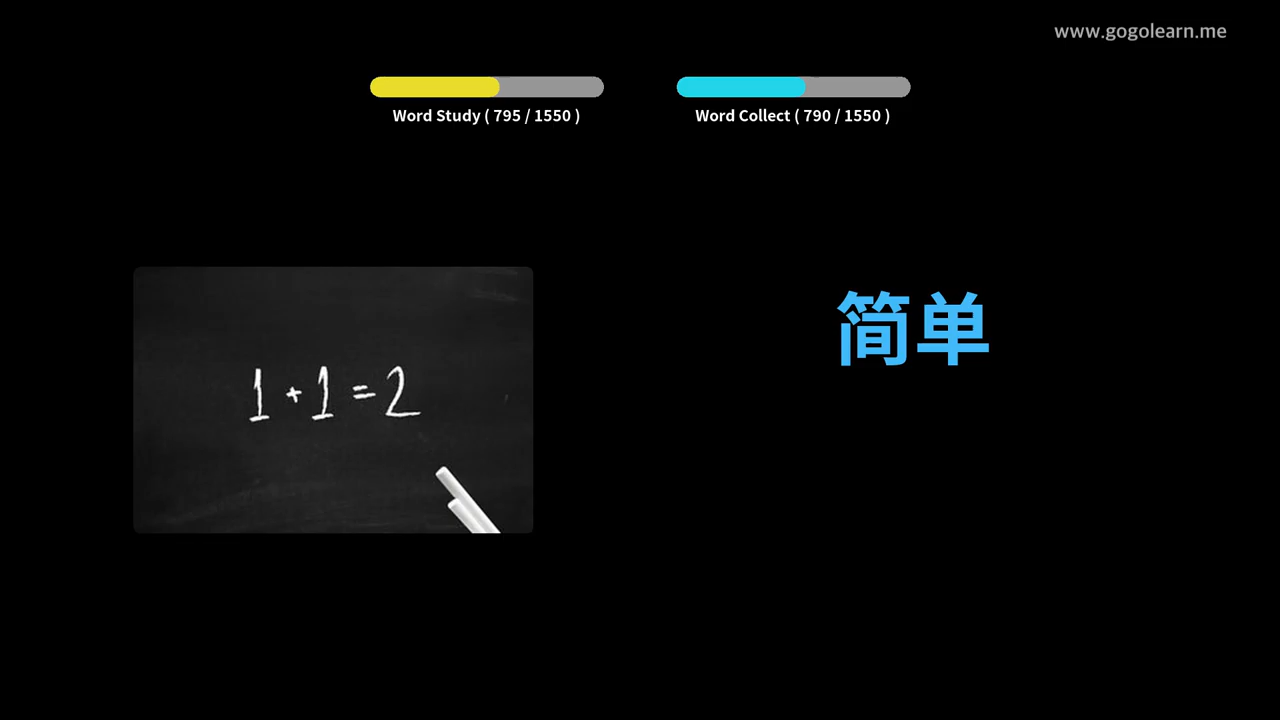 www.gogolearn.me
Word Study ( 795 / 1550 )
Word Collect ( 790 / 1550 )
简单
1 + 1 = 2